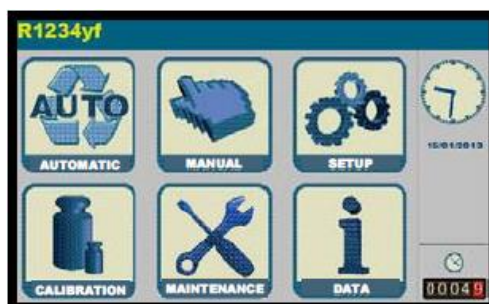 R1234yf
AUTO
AUTOMATIC
MANUAL
SETUP
15/01/2013
CALIBRATION
MAINTENANCE
DATA
00049